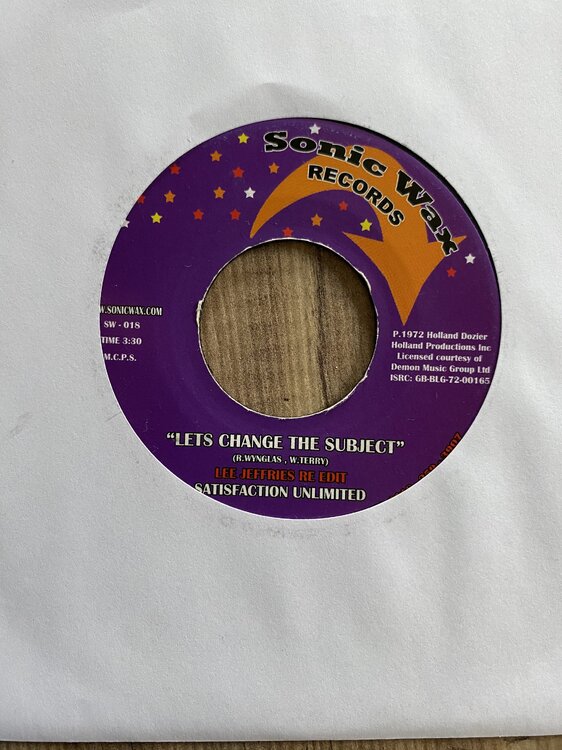 Sonic Wax
RECORDS
W.SONICWAX.COM
SW - 018
TIME 3:30
M.C.P.S.
P.1972 Holland Dozier
Holland Productions Inc
Licensed courtesy of
Demon Music Group Ltd
ISRC: GB-BLG-72-00165
"LETS CHANGE THE SUBJECT"
(R.WYNGLAS , W.TERRY)
LEE JEFFRIES RE EDIT
SATISFACTION UNLIMITED